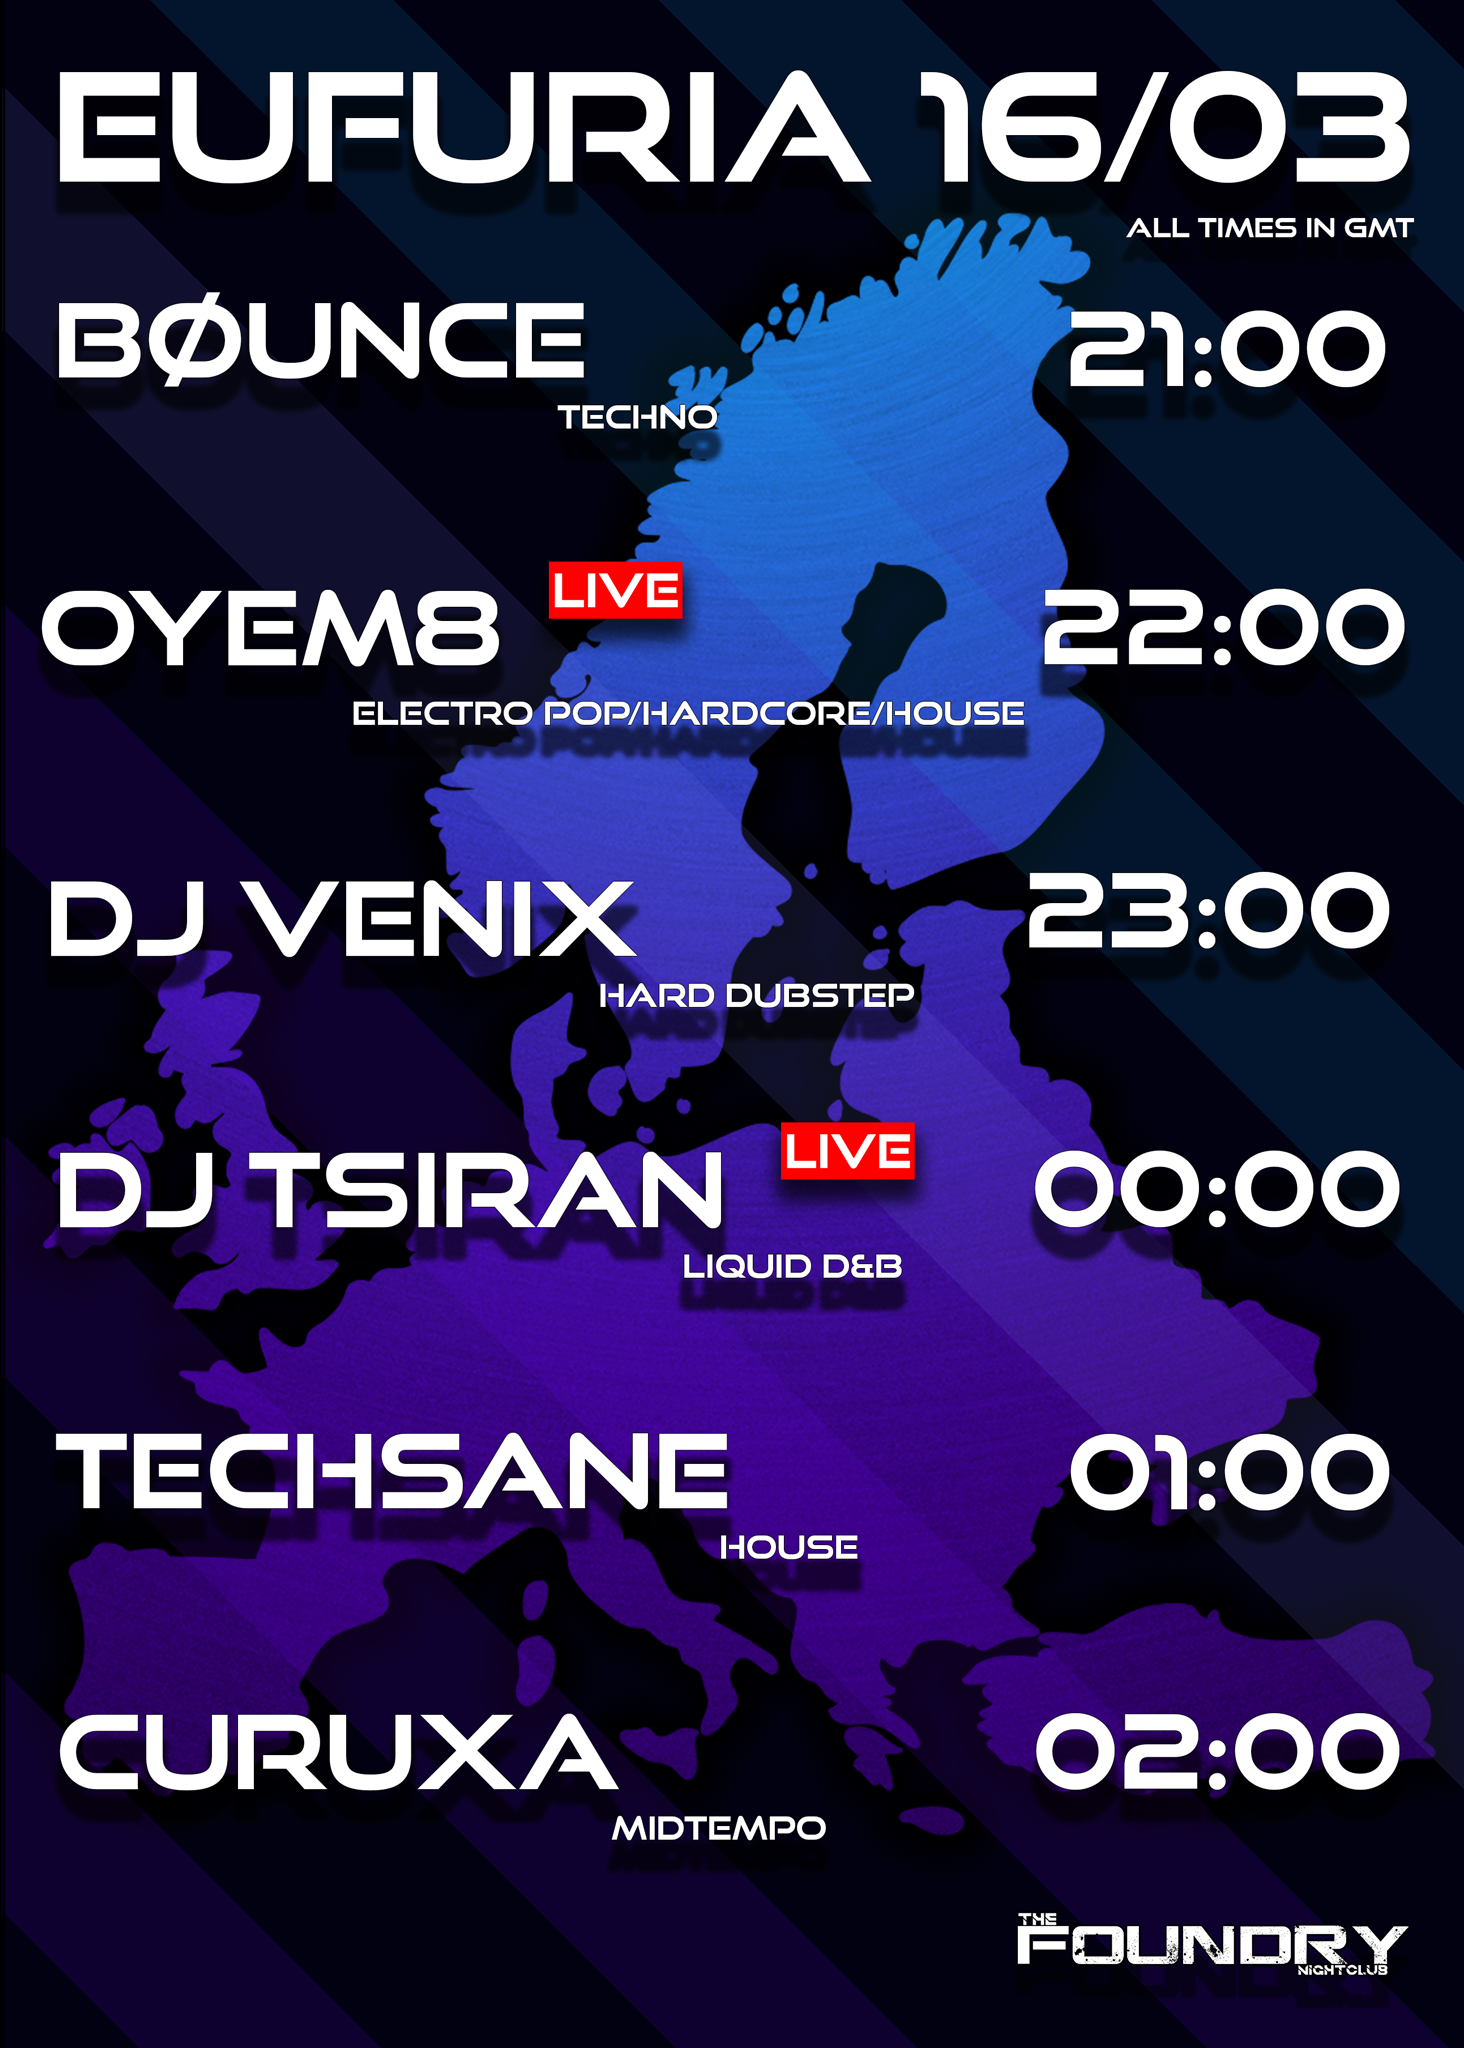 EUFURIA 16/03
ALL TIMES IN GMT
BØUNCE 21:00
TECHNO
OYEM8 LIVE 22:00
ELECTRO POP/HARDCORE/HOUSE
DJ VENIX 23:00
HARD DUBSTEP
DJ TSIRAN LIVE 00:00
LIQUID D&B
TECHSANE 01:00
HOUSE
CURUXA 02:00
MIDTEMPO
THE
FOUNDRY
NIGHTCLUB